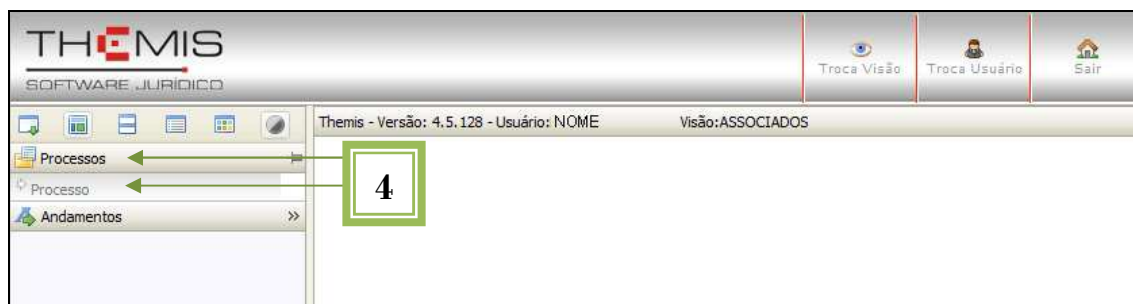 THEMIS
SOFTWARE JURÍDICO
Troca Visão
Troca Usuário
Sair
Themis - Versão: 4.5.128 - Usuário: NOME Visão:ASSOCIADOS
Processos
Processo
Andamentos
4